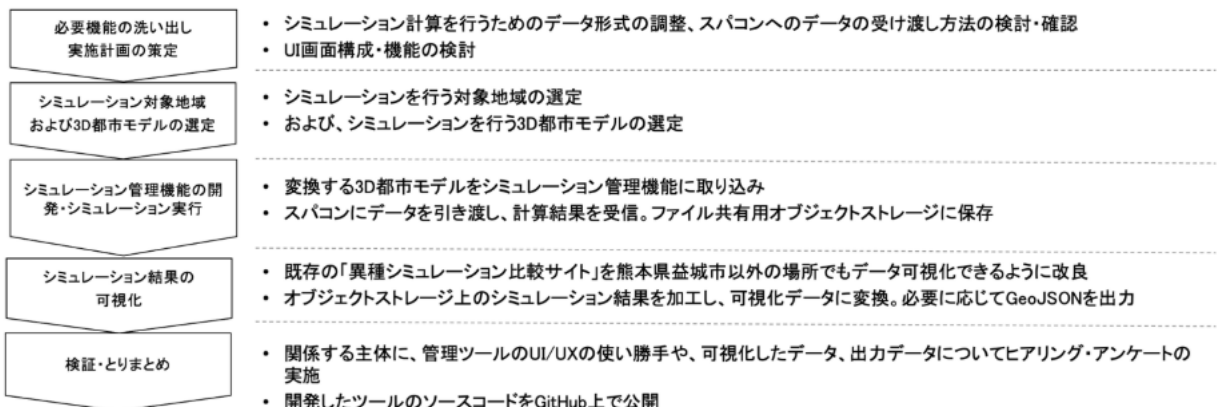 必要機能の洗い出し
実施計画の策定
• シミュレーション計算を行うためのデータ形式の調整、スパコンへのデータの受け渡し方法の検討・確認
• UI画面構成・機能の検討
シミュレーション対象地域
および3D都市モデルの選定
• シミュレーションを行う対象地域の選定
• および、シミュレーションを行う3D都市モデルの選定
シミュレーション管理機能の開
発・シミュレーション実行
• 変換する3D都市モデルをシミュレーション管理機能に取り込み
• スパコンにデータを引き渡し、計算結果を受信。ファイル共有用オブジェクトストレージに保存
シミュレーション結果の
可視化
• 既存の「異種シミュレーション比較サイト」を熊本県益城市以外の場所でもデータ可視化できるように改良
• オブジェクトストレージ上のシミュレーション結果を加工し、可視化データに変換。必要に応じてGeoJSONを出力
検証・とりまとめ
• 関係する主体に、管理ツールのUI/UXの使い勝手や、可視化したデータ、出力データについてヒアリング・アンケートの
実施
• 開発したツールのソースコードをGitHub上で公開